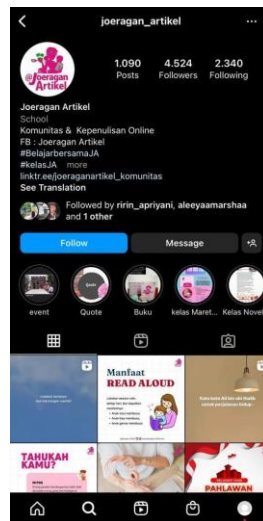 joeragan_artikel
@Joeragan
Artikel
1.090
4.524
2.340
Posts
Followers
Following
Joeragan Artikel
School
Komunitas & Kepenulisan Online
FB : Joeragan Artikel
#BelajarbersamaJA
#kelasJA more
linktr.ee/joeraganartikel_komunitas
See Translation
Followed by ririn_apriyani, aleeyaamarshaa
and 1 other
Follow
Message
Quote
event
Quote
Buku
kelas Maret...
Kelas Novel
Manfaat
READ ALOUD
TAHUKAH
KAMU?
PAHLAWAN